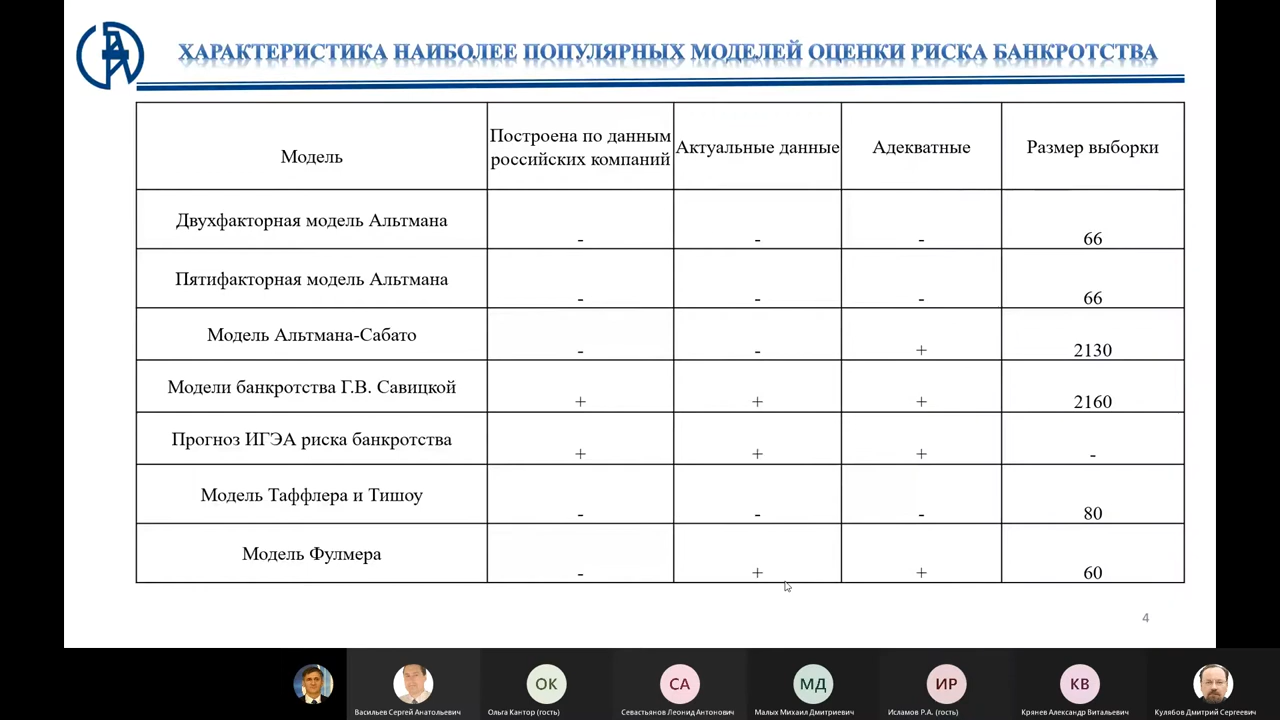 ХАРАКТЕРИСТИКА НАИБОЛЕЕ ПОПУЛЯРНЫХ МОДЕЛЕЙ ОЦЕНКИ РИСКА БАНКРОТСТВА
Модель
Построена по данным
российских компаний
Актуальные данные
Адекватные
Размер выборки
Двухфакторная модель Альтмана
- - - 66
Пятифакторная модель Альтмана
- - - 66
Модель Альтмана-Сабато
- - + 2130
Модели банкротства Г.В. Савицкой
+ + + 2160
Прогноз ИГЭА риска банкротства
+ + + -
Модель Таффлера и Тишоу
- - - 80
Модель Фулмера
- + + 60
4
ОК
СА
МД
ИР
КВ
Васильев Сергей Анатольевич
Ольга Кантор (гость)
Севастьянов Леонид Антонович
Малых Михаил Дмитриевич
Исламов Р.А. (гость)
Крянев Александр Витальевич
Кулябов Дмитрий Сергеевич